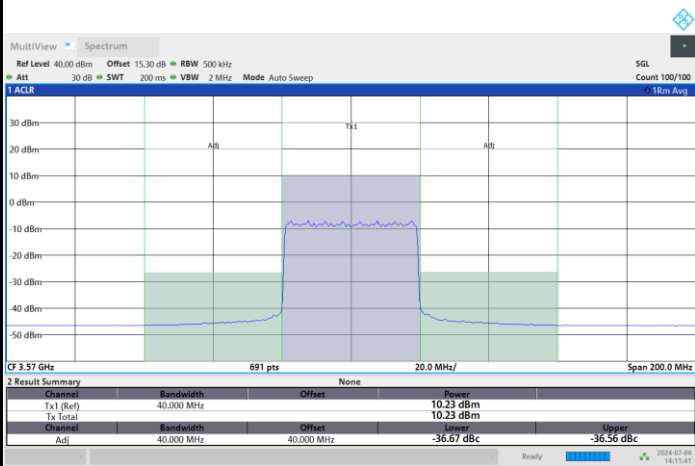 MultiView Spectrum
Ref Level 40.00 dBm Offset 15.30 dB RBW 500 kHz SGL
Att 30 dB SWT 200 ms VBW 2 MHz Mode Auto Sweep Count 100/100
1 ACLR 1Rm Avg
30 dBm
Tx1
20 dBm
Adj Adj
10 dBm
0 dBm
-10 dBm
-20 dBm
-30 dBm
-40 dBm
-50 dBm
CF 3.57 GHz 691 pts 20.0 MHz/ Span 200.0 MHz
2 Result Summary None
Channel Bandwidth Offset Power
Tx1 (Ref) 40.000 MHz 10.23 dBm
Tx Total 10.23 dBm
Channel Bandwidth Offset Lower Upper
Adj 40.000 MHz 40.000 MHz -36.67 dBc -36.56 dBc
Ready 2024-07-08
14:11:41